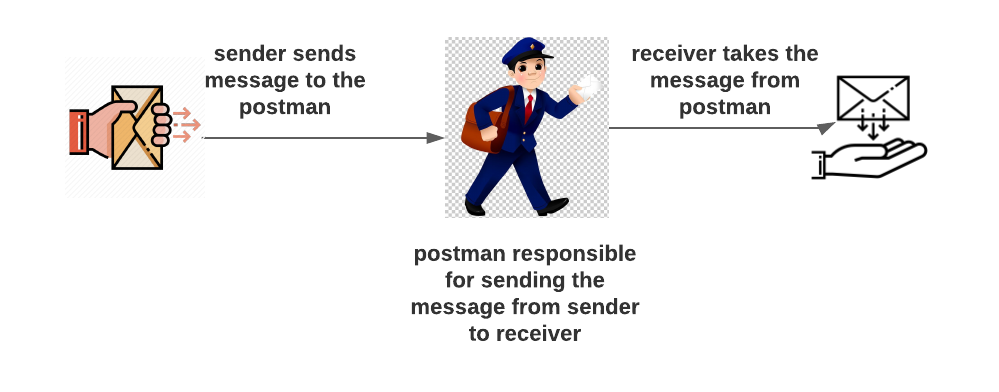 sender sends
message to the
postman
receiver takes the
message from
postman
postman responsible
for sending the
message from sender
to receiver